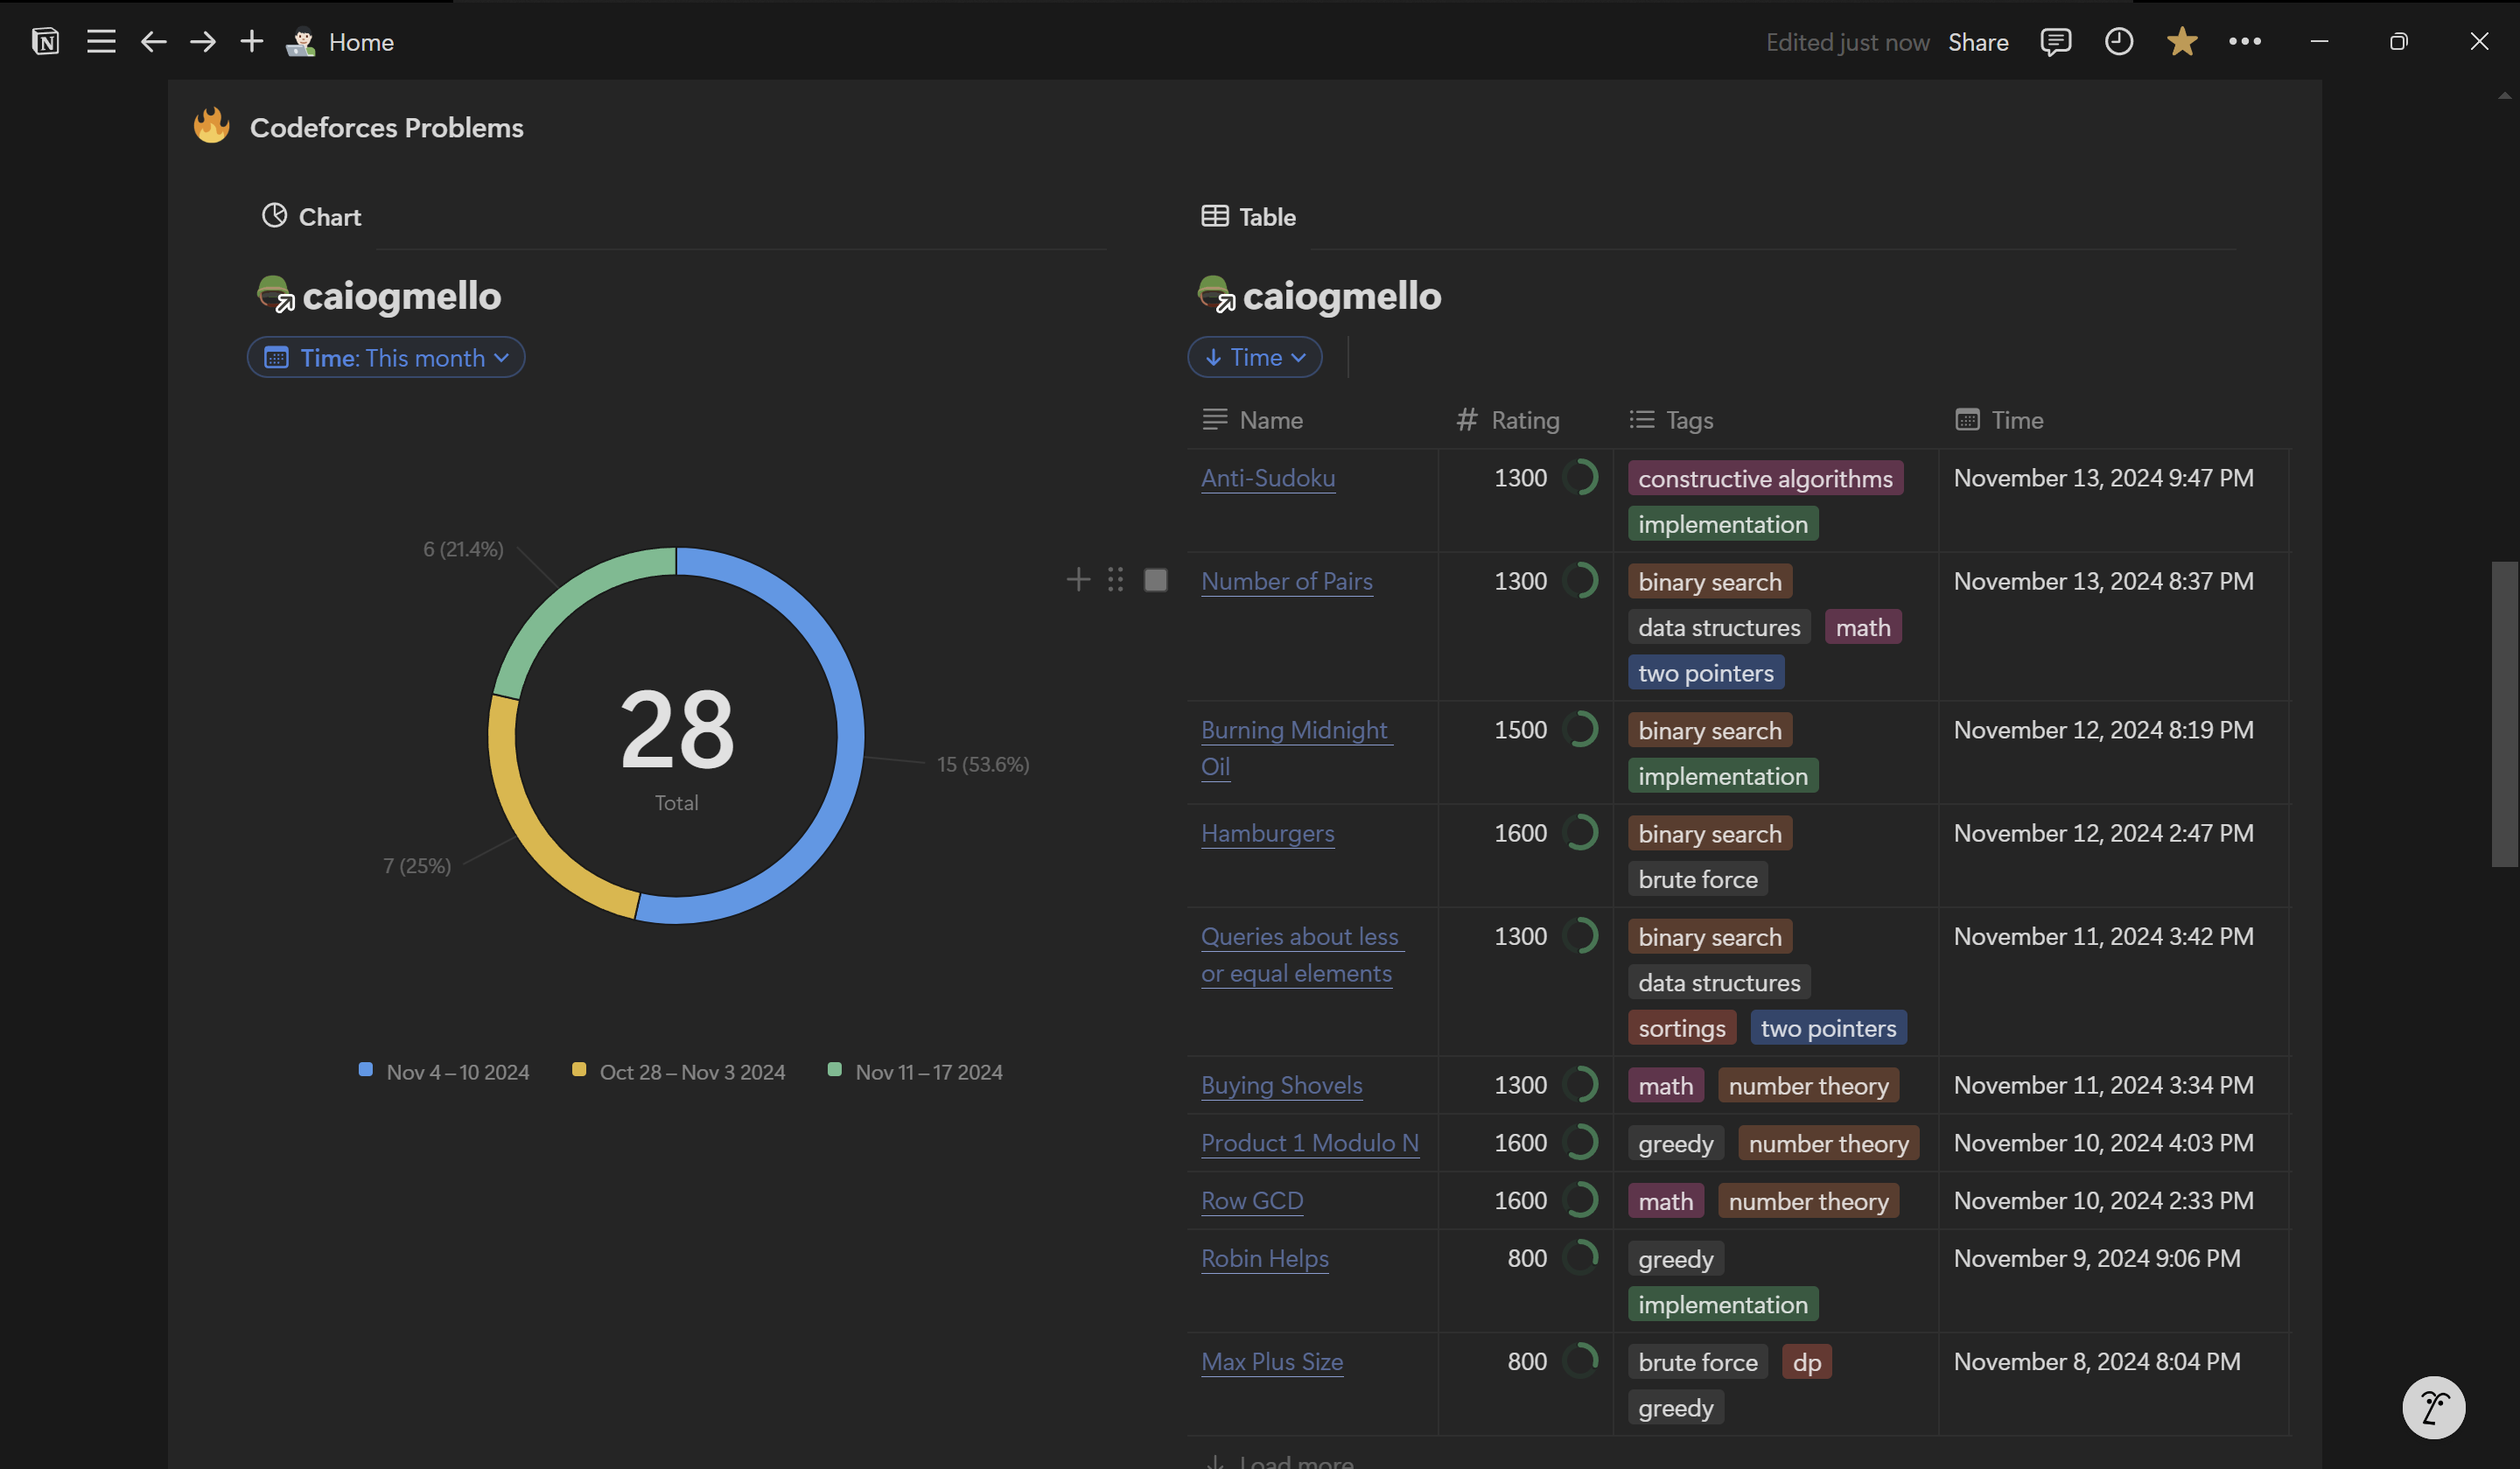 Home
Edited just now Share
Codeforces Problems
Chart
caiogmello
Time: This month
6 (21.4%)
28
Total
15 (53.6%)
7 (25%)
Nov 4 – 10 2024 Oct 28 – Nov 3 2024 Nov 11 – 17 2024
Table
caiogmello
Time
Name # Rating Tags Time
Anti-Sudoku 1300 constructive algorithms November 13, 2024 9:47 PM
implementation
Number of Pairs 1300 binary search November 13, 2024 8:37 PM
data structures math
two pointers
Burning Midnight 1500 binary search November 12, 2024 8:19 PM
Oil implementation
Hamburgers 1600 binary search November 12, 2024 2:47 PM
brute force
Queries about less 1300 binary search November 11, 2024 3:42 PM
or equal elements data structures
sortings two pointers
Buying Shovels 1300 math number theory November 11, 2024 3:34 PM
Product 1 Modulo N 1600 greedy number theory November 10, 2024 4:03 PM
Row GCD 1600 math number theory November 10, 2024 2:33 PM
Robin Helps 800 greedy November 9, 2024 9:06 PM
implementation
Max Plus Size 800 brute force dp November 8, 2024 8:04 PM
greedy
Load more